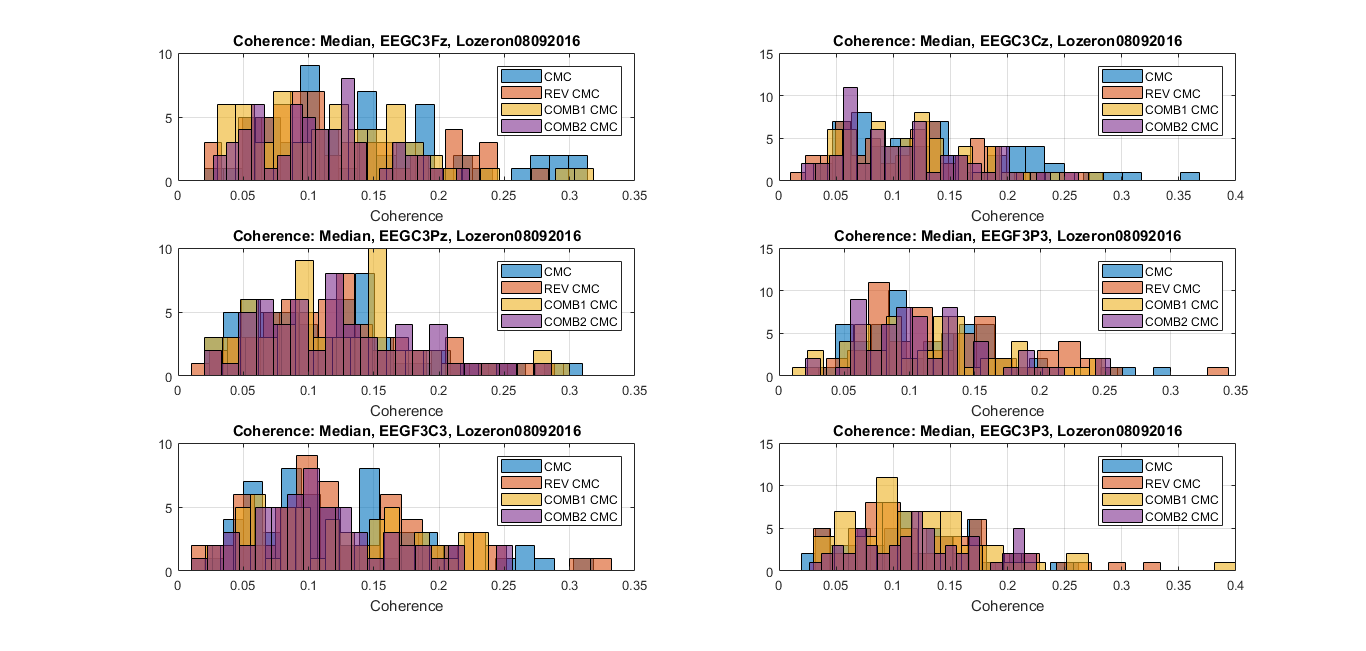 Coherence: Median, EEGC3Fz, Lozeron08092016
10
5
0
CMC
REV CMC
COMB1 CMC
COMB2 CMC
0 0.05 0.1 0.15 0.2 0.25 0.3 0.35
Coherence
Coherence: Median, EEGC3Cz, Lozeron08092016
15
10
5
0
CMC
REV CMC
COMB1 CMC
COMB2 CMC
0 0.05 0.1 0.15 0.2 0.25 0.3 0.35 0.4
Coherence
Coherence: Median, EEGC3Pz, Lozeron08092016
10
5
0
CMC
REV CMC
COMB1 CMC
COMB2 CMC
0 0.05 0.1 0.15 0.2 0.25 0.3 0.35
Coherence
Coherence: Median, EEGF3P3, Lozeron08092016
15
10
5
0
CMC
REV CMC
COMB1 CMC
COMB2 CMC
0 0.05 0.1 0.15 0.2 0.25 0.3 0.35
Coherence
Coherence: Median, EEGF3C3, Lozeron08092016
10
5
0
CMC
REV CMC
COMB1 CMC
COMB2 CMC
0 0.05 0.1 0.15 0.2 0.25 0.3 0.35
Coherence
Coherence: Median, EEGC3P3, Lozeron08092016
15
10
5
0
CMC
REV CMC
COMB1 CMC
COMB2 CMC
0 0.05 0.1 0.15 0.2 0.25 0.3 0.35 0.4
Coherence